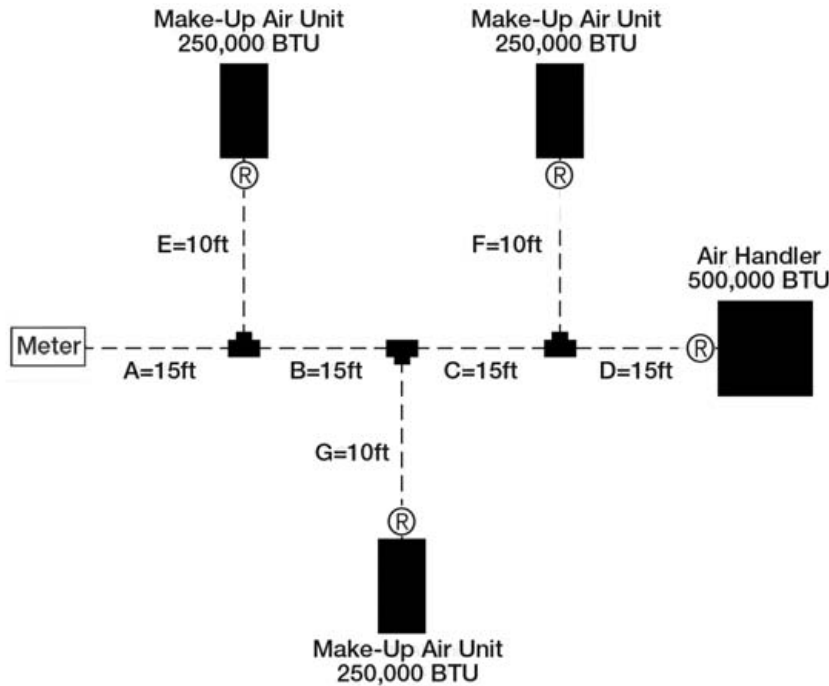 Make-Up Air Unit
250,000 BTU
Make-Up Air Unit
250,000 BTU
R
R
E=10ft
F=10ft
Air Handler
500,000 BTU
Meter
R
A=15ft
B=15ft
C=15ft
D=15ft
G=10ft
R
Make-Up Air Unit
250,000 BTU